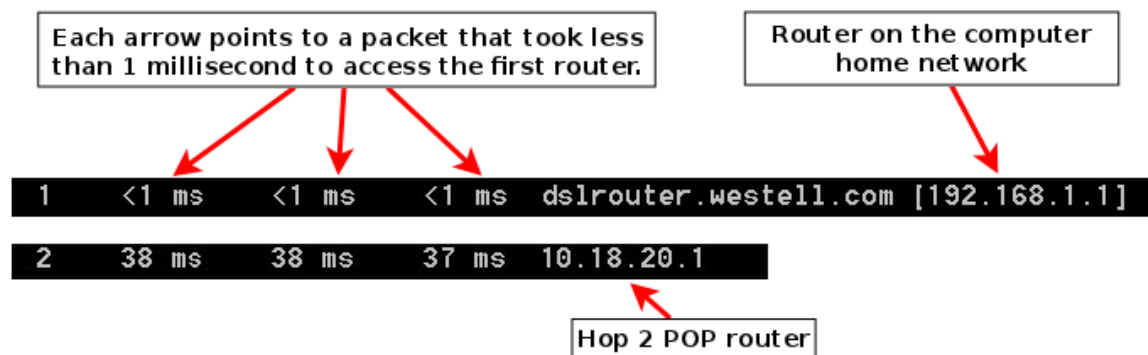 Each arrow points to a packet that took less
than 1 millisecond to access the first router.
Router on the computer
home network
1 <1 ms <1 ms <1 ms dslrouter.westell.com [192.168.1.1]
2 38 ms 38 ms 37 ms 10.18.20.1
Hop 2 POP router